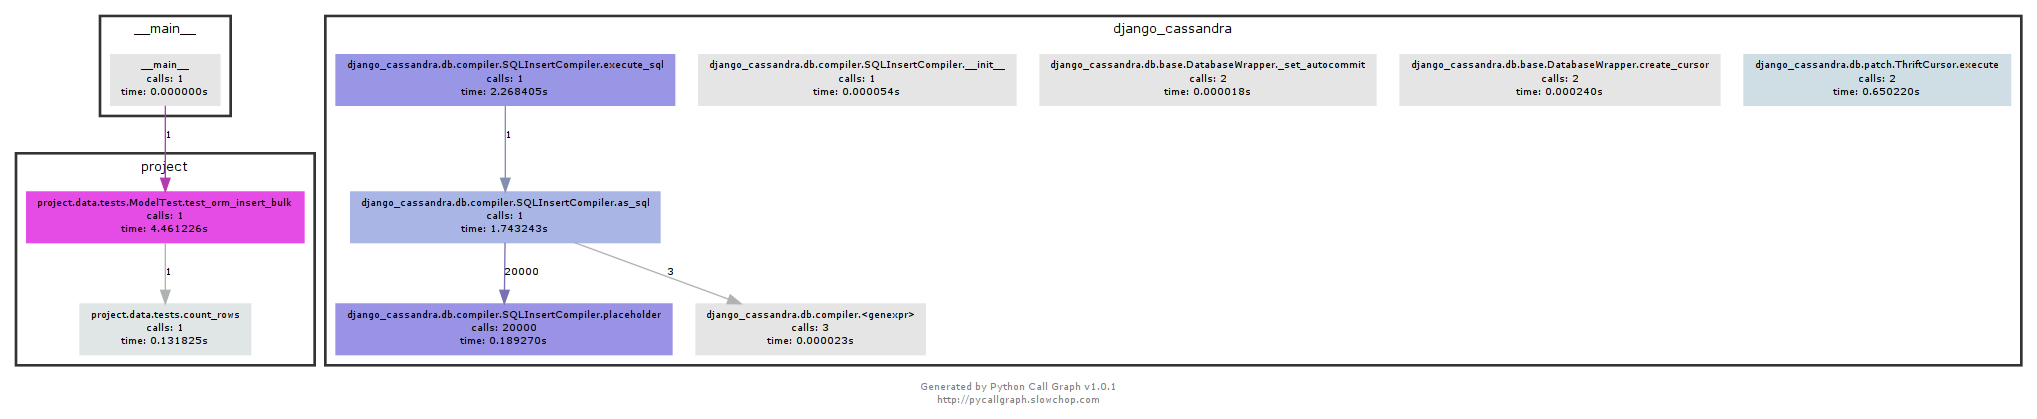 __main__
__main__
calls: 1
time: 0.000000s
1
project
project.data.tests.ModelTest.test_orm_insert_bulk
calls: 1
time: 4.461226s
1
project.data.tests.count_rows
calls: 1
time: 0.131825s
django_cassandra
django_cassandra.db.compiler.SQLInsertCompiler.execute_sql
calls: 1
time: 2.268405s
django_cassandra.db.compiler.SQLInsertCompiler.__init__
calls: 1
time: 0.000054s
django_cassandra.db.base.DatabaseWrapper._set_autocommit
calls: 2
time: 0.000018s
django_cassandra.db.base.DatabaseWrapper.create_cursor
calls: 2
time: 0.000240s
django_cassandra.db.patch.ThriftCursor.execute
calls: 2
time: 0.650220s
1
django_cassandra.db.compiler.SQLInsertCompiler.as_sql
calls: 1
time: 1.743243s
20000
3
django_cassandra.db.compiler.SQLInsertCompiler.placeholder
calls: 20000
time: 0.189270s
django_cassandra.db.compiler.<genexpr>
calls: 3
time: 0.000023s
Generated by Python Call Graph v1.0.1
http://pycallgraph.slowchop.com